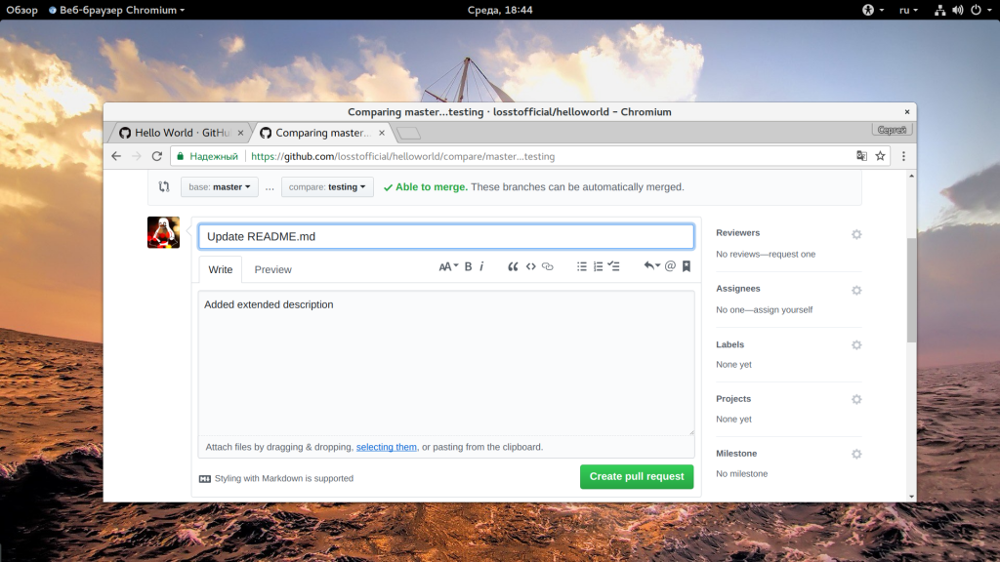 Обзор Веб-браузер Chromium Среда, 18:44 ru
Comparing master...testing · losstofficial/helloworld - Chromium
Hello World · GitHu Comparing master... Сергей
Надежный https://github.com/losstofficial/helloworld/compare/master...testing
base: master ... compare: testing Able to merge. These branches can be automatically merged.
Update README.md
Write Preview AA B i
Added extended description
Attach files by dragging & dropping, selecting them, or pasting from the clipboard.
Styling with Markdown is supported Create pull request
Reviewers
No reviews—request one
Assignees
No one—assign yourself
Labels
None yet
Projects
None yet
Milestone
No milestone